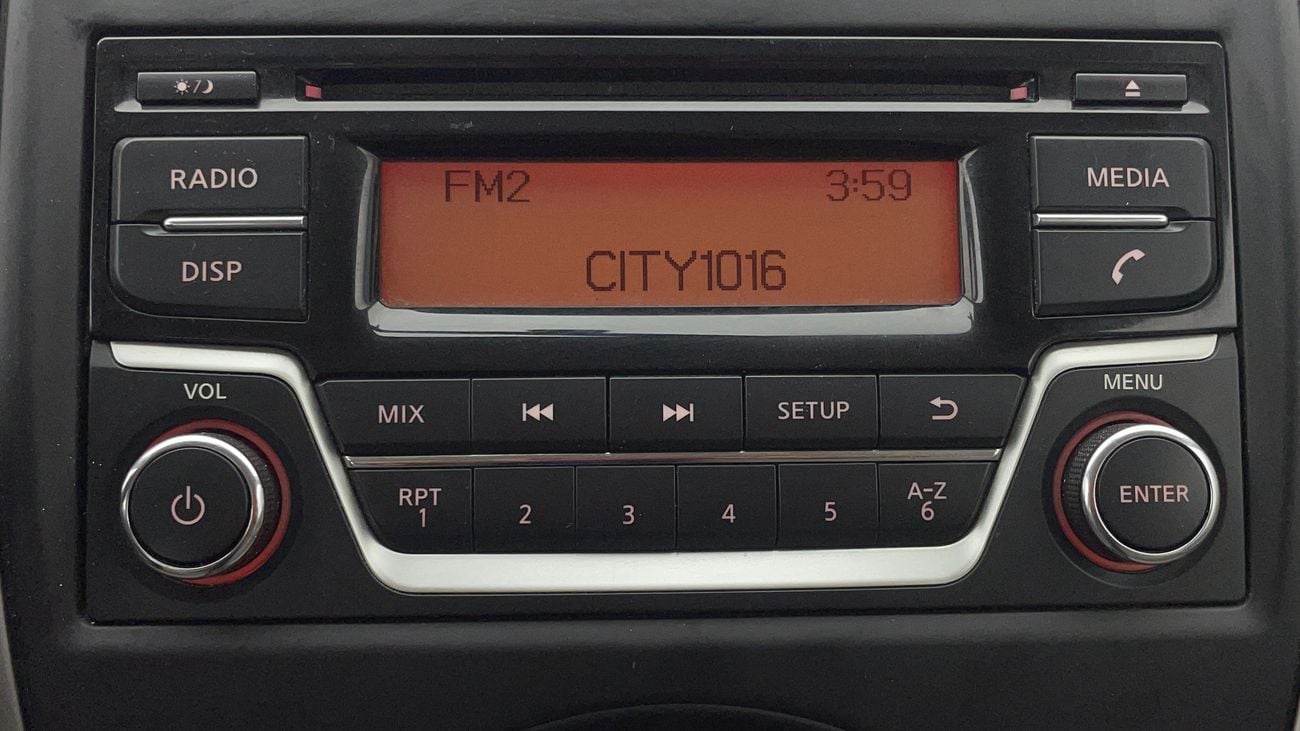 RADIO
DISP
FM2 3:59
CITY1016
MEDIA
VOL
MENU
MIX
SETUP
RPT
1
2
3
4
5
A-Z
6
ENTER